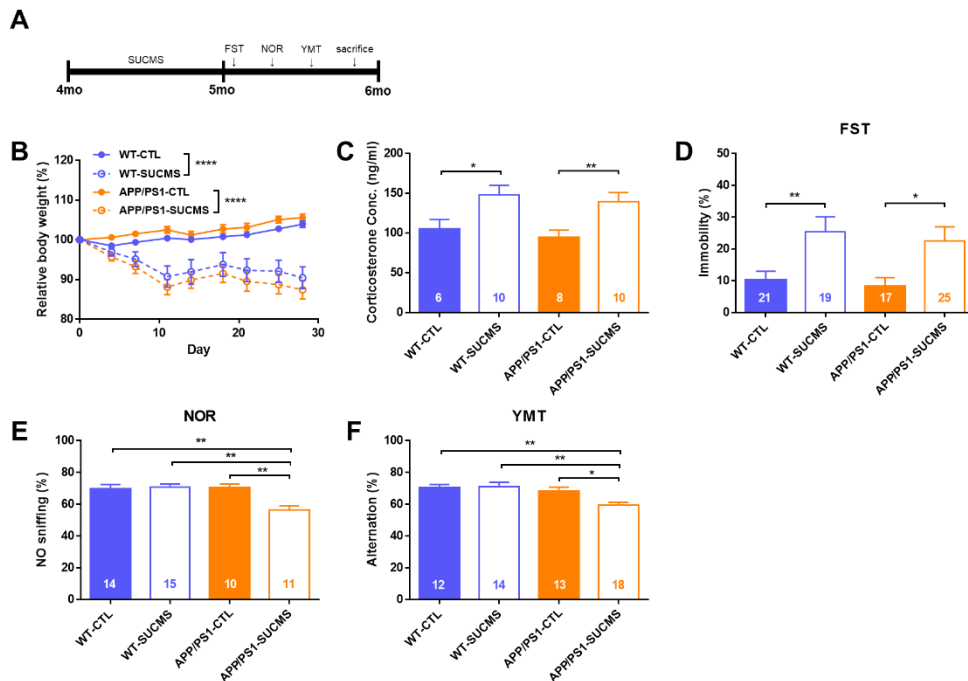 A
SUCMS
FST
NOR
YMT
sacrifice
4mo
5mo
6mo
B
Relative body weight (%)
120
110
100
90
80
0
10
20
30
Day
WT-CTL
WT-SUCMS
****
APP/PS1-CTL
APP/PS1-SUCMS
****
C
Corticosterone Conc. (ng/ml)
200
150
100
50
0
*
**
6
10
8
10
WT-CTL
WT-SUCMS
APP/PS1-CTL
APP/PS1-SUCMS
D
FST
Immobility (%)
40
30
20
10
0
**
*
21
19
17
25
WT-CTL
WT-SUCMS
APP/PS1-CTL
APP/PS1-SUCMS
E
NOR
NO sniffing (%)
100
80
60
40
20
0
**
**
**
14
15
10
11
WT-CTL
WT-SUCMS
APP/PS1-CTL
APP/PS1-SUCMS
F
YMT
Alternation (%)
100
80
60
40
20
0
**
**
*
12
14
13
18
WT-CTL
WT-SUCMS
APP/PS1-CTL
APP/PS1-SUCMS